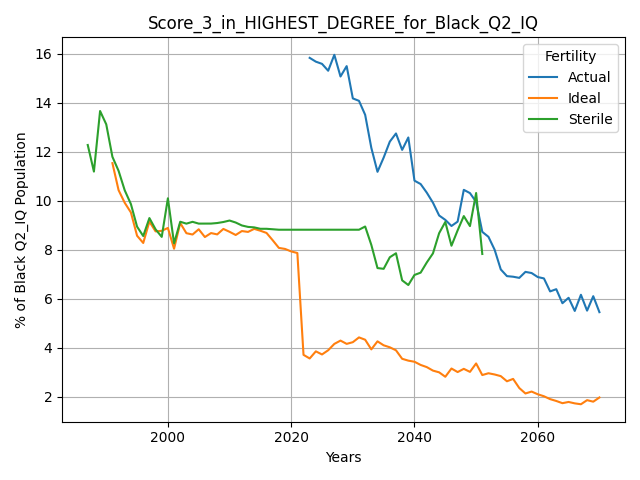 Score_3_in_HIGHEST_DEGREE_for_Black_Q2_IQ
% of Black Q2_IQ Population
16
14
12
10
8
6
4
2
Fertility
Actual
Ideal
Sterile
2000
2020
2040
2060
Years